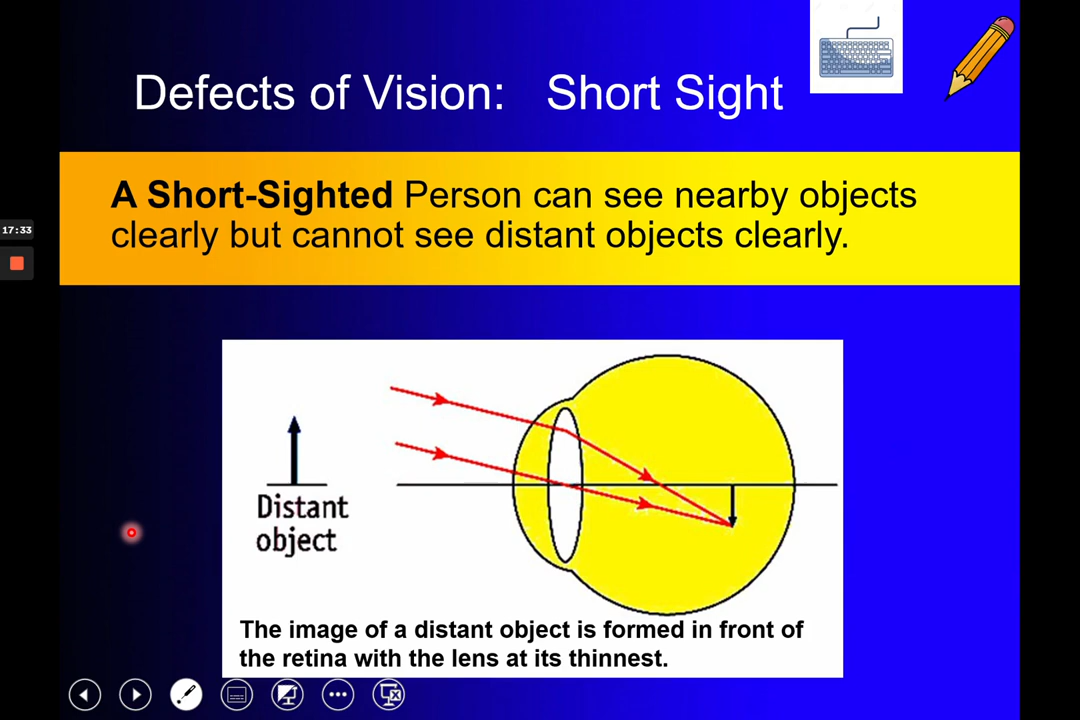 Defects of Vision: Short Sight
A Short-Sighted Person can see nearby objects
clearly but cannot see distant objects clearly.
17:33
Distant
object
The image of a distant object is formed in front of
the retina with the lens at its thinnest.